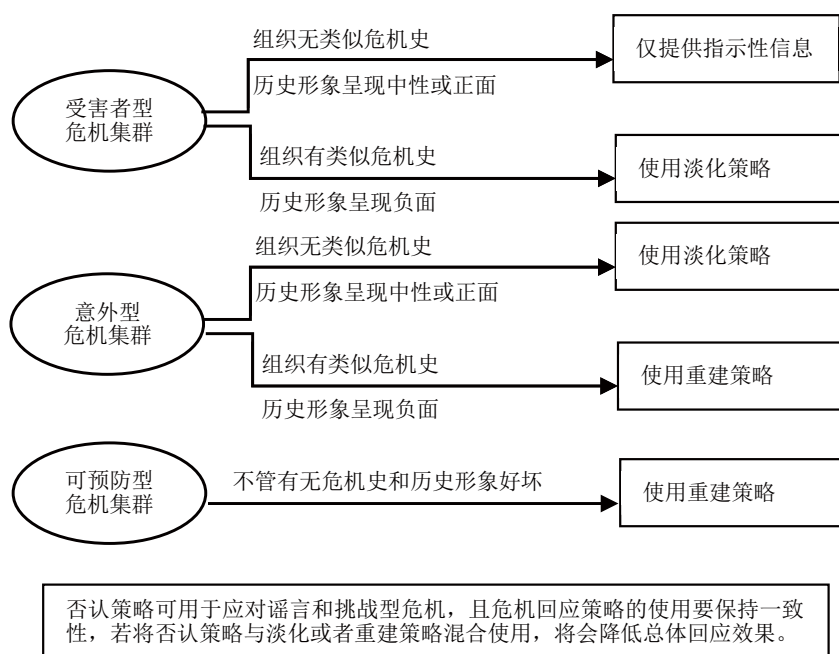 组织无类似危机史
仅提供指示性信息
历史形象呈现中性或正面
受害者型
危机集群
组织有类似危机史
使用淡化策略
历史形象呈现负面
组织无类似危机史
使用淡化策略
历史形象呈现中性或正面
意外型
危机集群
组织有类似危机史
使用重建策略
历史形象呈现负面
可预防型
危机集群
不管有无危机史和历史形象好坏
使用重建策略
否认策略可用于应对谣言和挑战型危机，且危机回应策略的使用要保持一致
性，若将否认策略与淡化或者重建策略混合使用，将会降低总体回应效果。